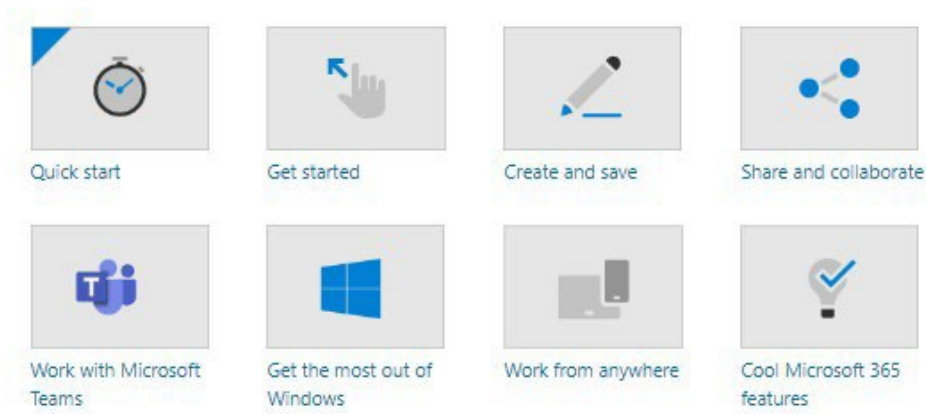 Quick start
Get started
Create and save
Share and collaborate
T
Work with Microsoft
Teams
Get the most out of
Windows
Work from anywhere
Cool Microsoft 365
features